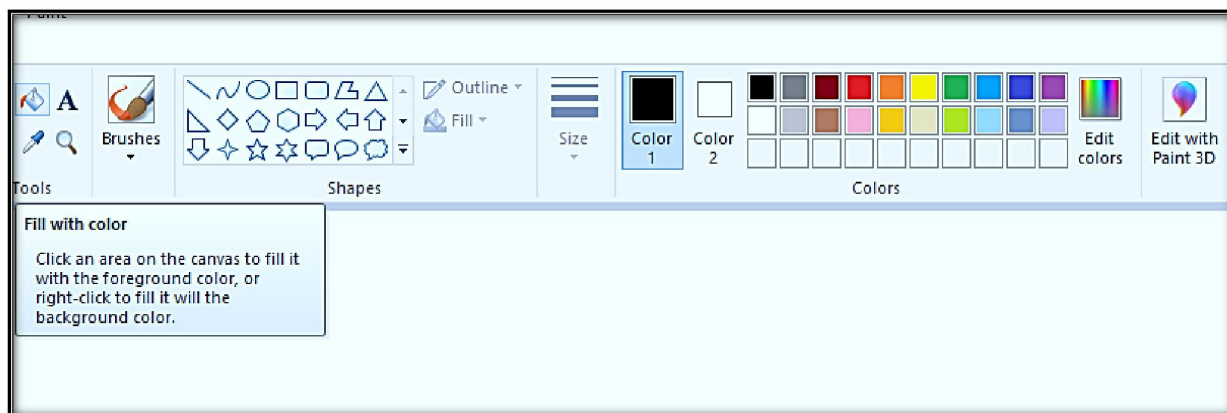 Paint
A
Outline
Fill
Brushes
Size
Color
1
Color
2
Edit
colors
Edit with
Paint 3D
Tools
Shapes
Colors
Fill with color
Click an area on the canvas to fill it
with the foreground color, or
right-click to fill it will the
background color.